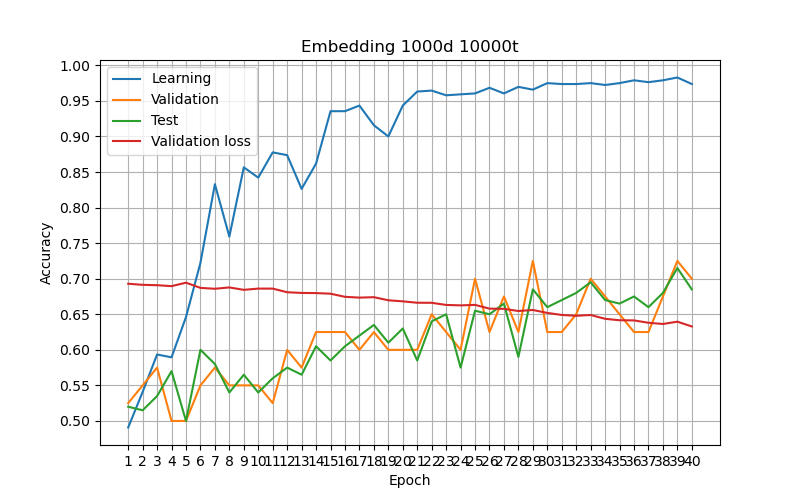 Embedding 1000d 10000t
Accuracy
1.00
0.95
0.90
0.85
0.80
0.75
0.70
0.65
0.60
0.55
0.50
Learning
Validation
Test
Validation loss
1 2 3 4 5 6 7 8 9 10 11 12 13 14 15 16 17 18 19 20 21 22 23 24 25 26 27 28 29 30 31 32 33 34 35 36 37 38 39 40
Epoch